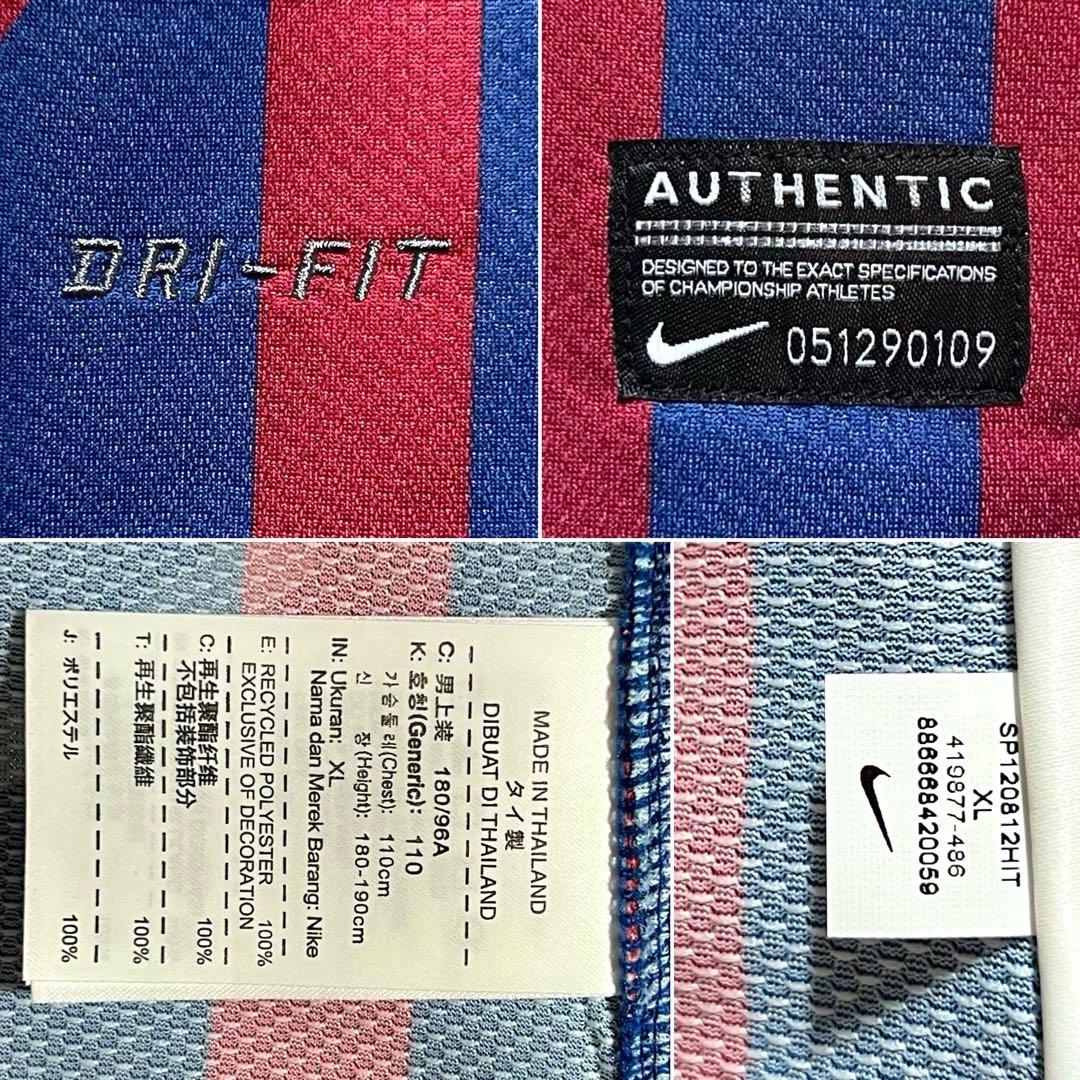 DRI-FIT
AUTHENTIC
DESIGNED TO THE EXACT SPECIFICATIONS
OF CHAMPIONSHIP ATHLETES
051290109
MADE IN THAILAND
タイ製
DIBUAT DI THAILAND
C: 男上装 180/96A
K: 호칭(Generic): 110
가슴둘레(Chest): 110cm
신 장(Height): 180-190cm
IN: Ukuran: XL
Nama dan Merek Barang: Nike
E: RECYCLED POLYESTER 100%
EXCLUSIVE OF DECORATION
C: 再生聚酯纤维 100%
不包括装饰部分
T: 再生聚酯纖維 100%
J: ポリエステル 100%
SP120812HIT
XL
419877-486
886668420059